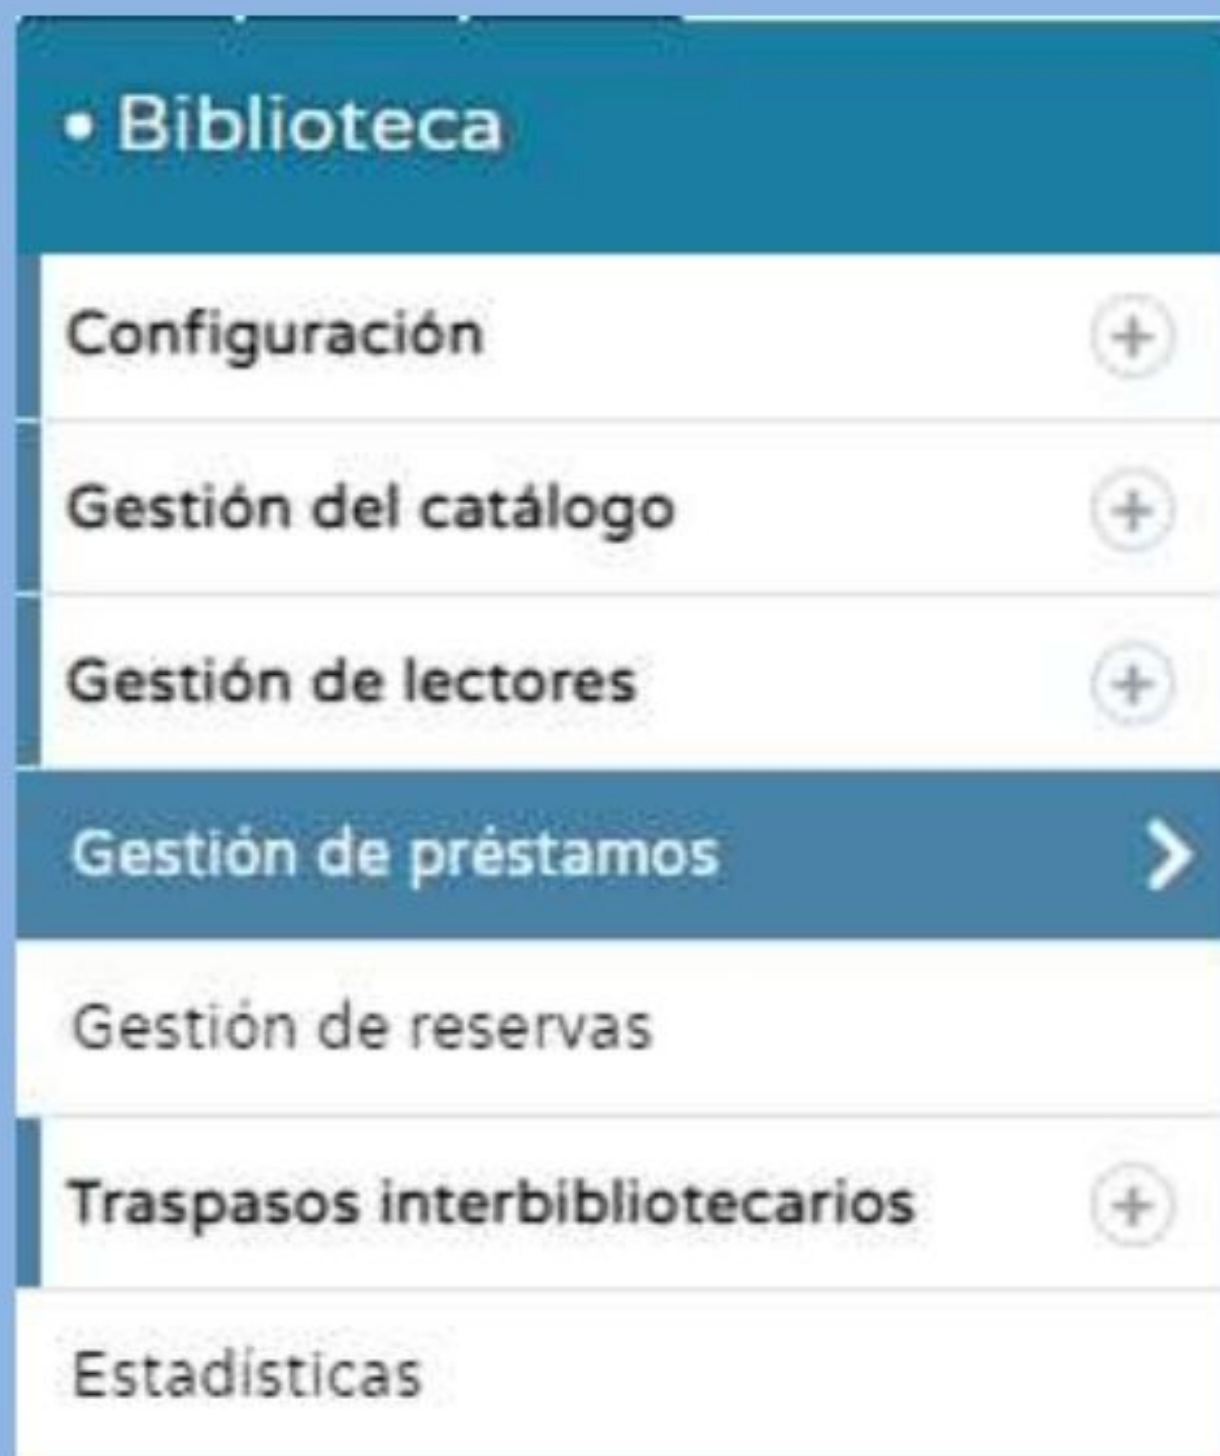 • Biblioteca
Configuración
Gestión del catálogo
Gestión de lectores
Gestión de préstamos
Gestión de reservas
Traspasos interbibliotecarios
Estadísticas